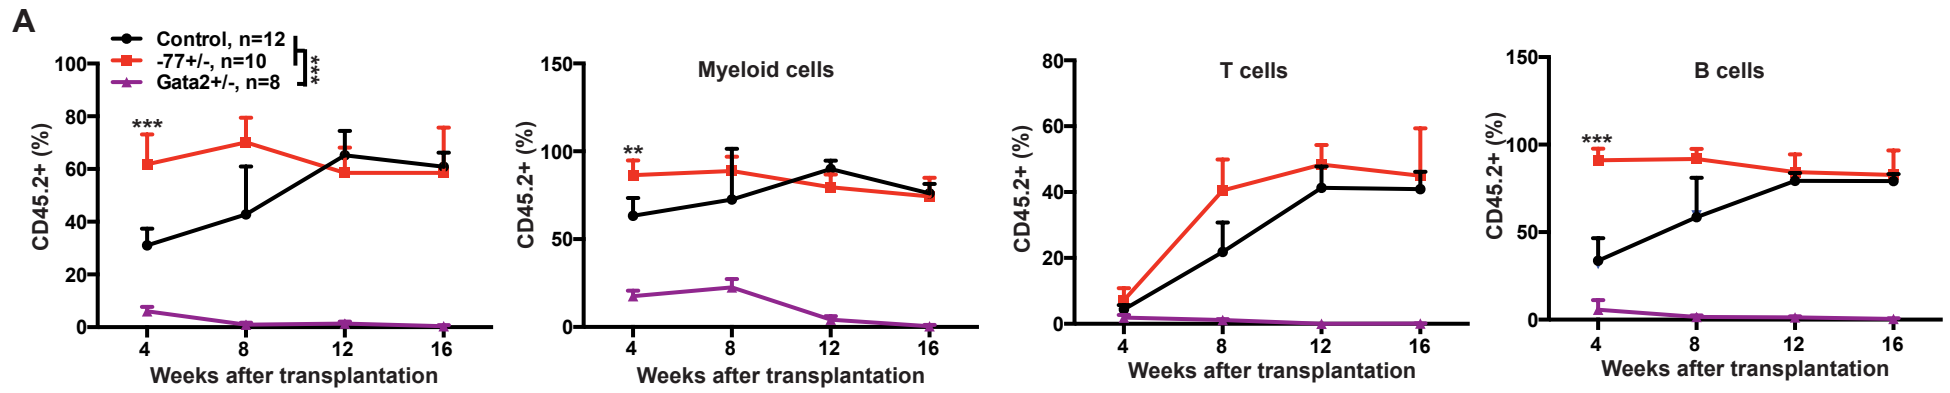 A
Control, n=12
-77+/-, n=10
Gata2+/-, n=8
***
CD45.2+ (%)
100
80
60
40
20
0
***
4 8 12 16
Weeks after transplantation
Myeloid cells
CD45.2+ (%)
150
100
50
0
**
4 8 12 16
Weeks after transplantation
T cells
CD45.2+ (%)
80
60
40
20
0
4 8 12 16
Weeks after transplantation
B cells
CD45.2+ (%)
150
100
50
0
***
4 8 12 16
Weeks after transplantation